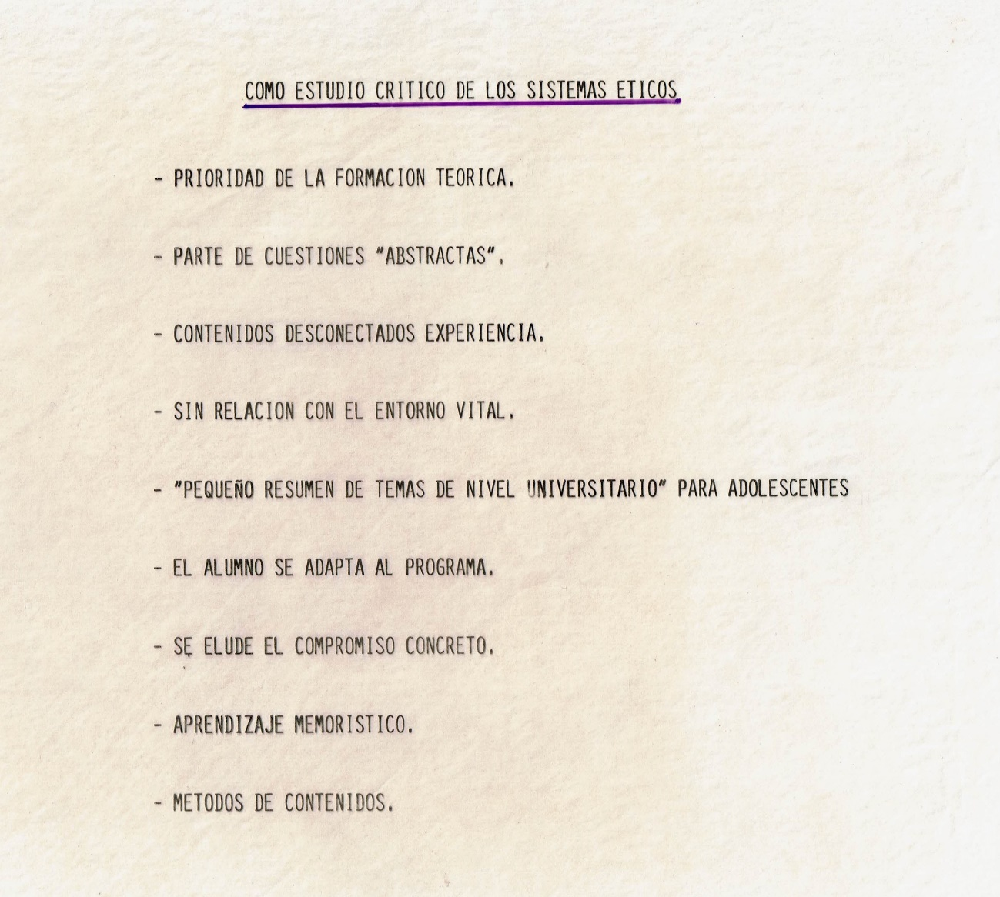 COMO ESTUDIO CRITICO DE LOS SISTEMAS ETICOS
- PRIORIDAD DE LA FORMACION TEORICA.
- PARTE DE CUESTIONES "ABSTRACTAS".
- CONTENIDOS DESCONECTADOS EXPERIENCIA.
- SIN RELACION CON EL ENTORNO VITAL.
- "PEQUEÑO RESUMEN DE TEMAS DE NIVEL UNIVERSITARIO" PARA ADOLESCENTES
- EL ALUMNO SE ADAPTA AL PROGRAMA.
- SE ELUDE EL COMPROMISO CONCRETO.
- APRENDIZAJE MEMORISTICO.
- METODOS DE CONTENIDOS.